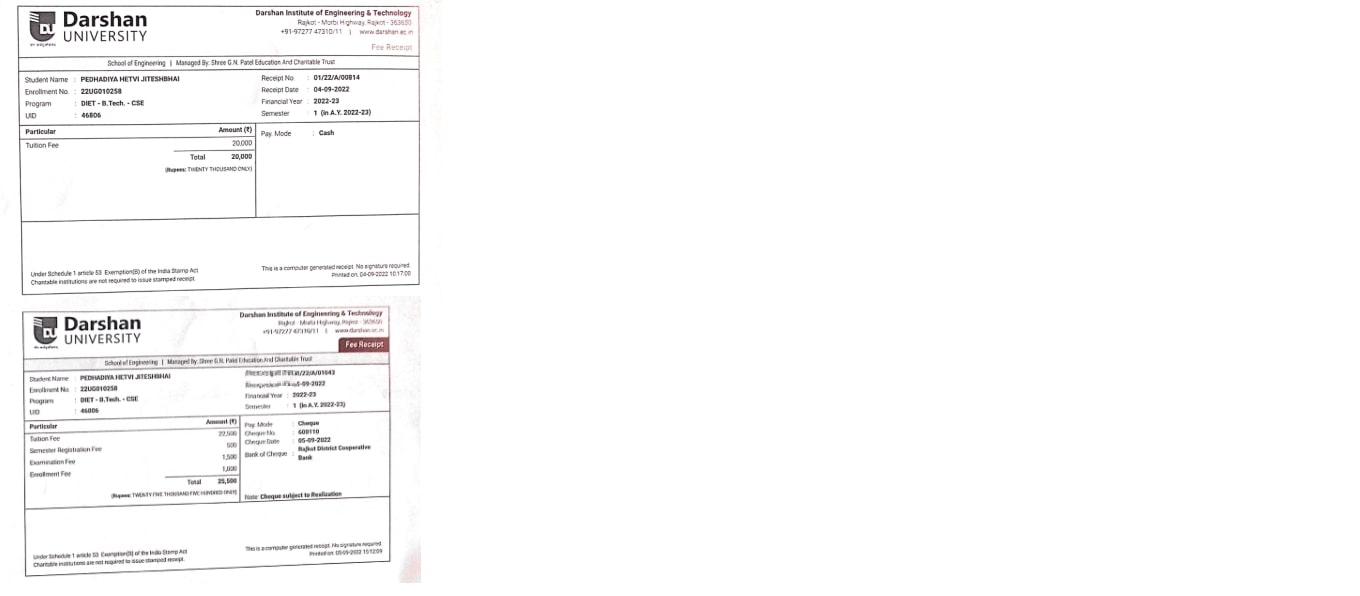 Darshan
UNIVERSITY
Darshan Institute of Engineering & Technology
Rajkot - Morbi Highway, Rajkot - 363650
+91-97277 47310/11 | www.darshan.ac.in
Fee Receipt
School of Engineering | Managed By: Shree G.N. Patel Education And Charitable Trust
Student Name : PEDHADIYA HETVI JITESHBHAI
Enrollment No. : 22UG010258
Program : DIET - B.Tech. - CSE
UID : 46806
Receipt No : 01/22/A/00814
Receipt Date : 04-09-2022
Financial Year : 2022-23
Semester : 1 (in A.Y. 2022-23)
Particular Amount (₹)
Tuition Fee 20,000
Total 20,000
(Rupees: TWENTY THOUSAND ONLY)
Pay. Mode : Cash
Under Schedule 1 article 53 Exemption(B) of the India Stamp Act
Charitable institutions are not required to issue stamped receipt.
This is a computer generated receipt. No signature required.
Printed on, 04-09-2022 10:17:00
Darshan
UNIVERSITY
Darshan Institute of Engineering & Technology
Rajkot - Morbi Highway, Rajkot - 363650
+91-97277 47310/11 | www.darshan.ac.in
Fee Receipt
School of Engineering | Managed By: Shree G.N. Patel Education And Charitable Trust
Student Name : PEDHADIYA HETVI JITESHBHAI
Enrollment No : 22UG010258
Program : DIET - B.Tech. - CSE
UID : 46806
/22/A/01043
-09-2022
Financial Year : 2022-23
Semester : 1 (in A.Y. 2022-23)
Particular Amount (₹)
Tuition Fee 22,500
Semester Registration Fee 500
Examination Fee 1,500
Enrollment Fee 1,000
Total 25,500
(Rupees: TWENTY FIVE THOUSAND FIVE HUNDRED ONLY)
Pay. Mode : Cheque
Cheque No. : 600110
Cheque Date : 05-09-2022
Bank of Cheque : Rajkot District Cooperative
Bank
Note: Cheque subject to Realization
Under Schedule 1 article 53 Exemption(B) of the India Stamp Act
Charitable institutions are not required to issue stamped receipt.
This is a computer generated receipt. No signature required.
Printed on: 05-09-2022 15:12:09